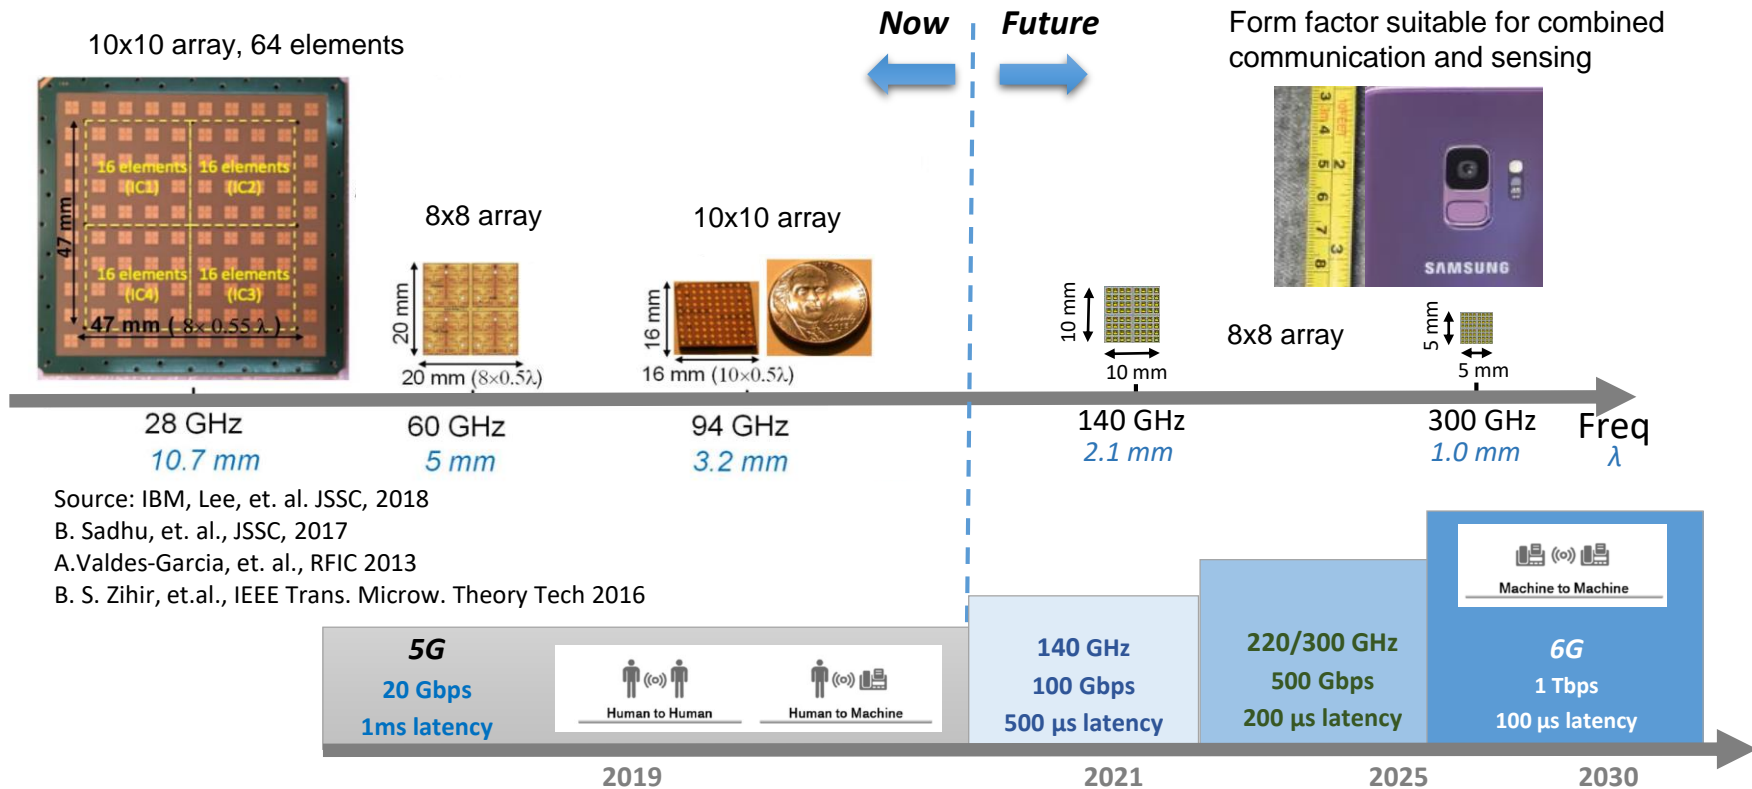 Now
Future
10x10 array, 64 elements
Form factor suitable for combined
communication and sensing
16 elements
(IC1)
16 elements
(IC2)
16 elements
(IC4)
16 elements
(IC3)
47 mm
47 mm ( 8×0.55 λ )
8x8 array
20 mm
20 mm (8×0.5λ)
10x10 array
16 mm
16 mm (10×0.5λ)
SAMSUNG
10 mm
10 mm
8x8 array
5 mm
5 mm
28 GHz
10.7 mm
60 GHz
5 mm
94 GHz
3.2 mm
140 GHz
2.1 mm
300 GHz
1.0 mm
Freq
λ
Source: IBM, Lee, et. al. JSSC, 2018
B. Sadhu, et. al., JSSC, 2017
A.Valdes-Garcia, et. al., RFIC 2013
B. S. Zihir, et.al., IEEE Trans. Microw. Theory Tech 2016
5G
20 Gbps
1ms latency
Human to Human
Human to Machine
140 GHz
100 Gbps
500 µs latency
220/300 GHz
500 Gbps
200 µs latency
Machine to Machine
6G
1 Tbps
100 µs latency
2019
2021
2025
2030